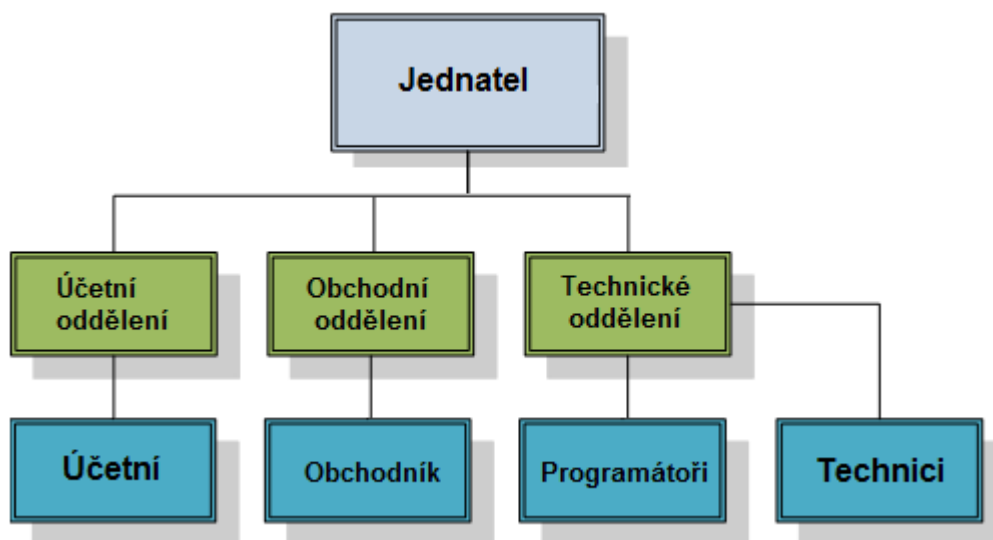 Jednatel
Účetní
oddělení
Obchodní
oddělení
Technické
oddělení
Účetní
Obchodník
Programátoři
Technici